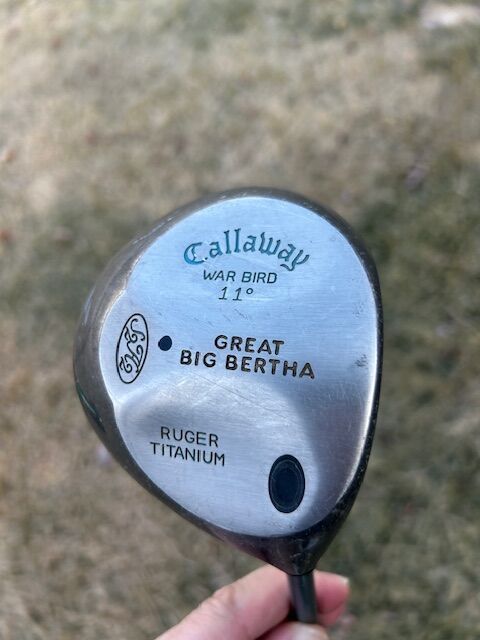 Callaway
WAR BIRD
11°
GREAT
BIG BERTHA
RUGER
TITANIUM